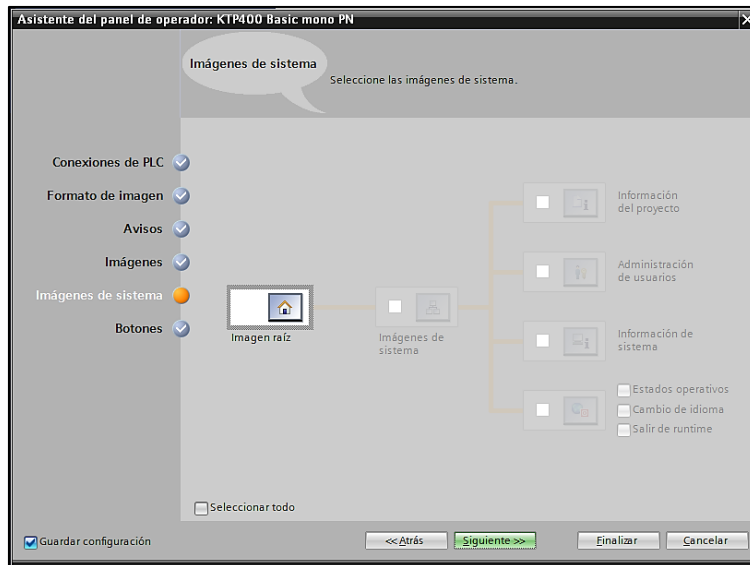 Asistente del panel de operador: KTP400 Basic mono PN
Imágenes de sistema
Seleccione las imágenes de sistema.
Conexiones de PLC
Formato de imagen
Avisos
Imágenes
Imágenes de sistema
Botones
Imagen raíz
Imágenes de
sistema
Información
del proyecto
Administración
de usuarios
Información de
sistema
Estados operativos
Cambio de idioma
Salir de runtime
Seleccionar todo
Guardar configuración
<< Atrás
Siguiente >>
Finalizar
Cancelar